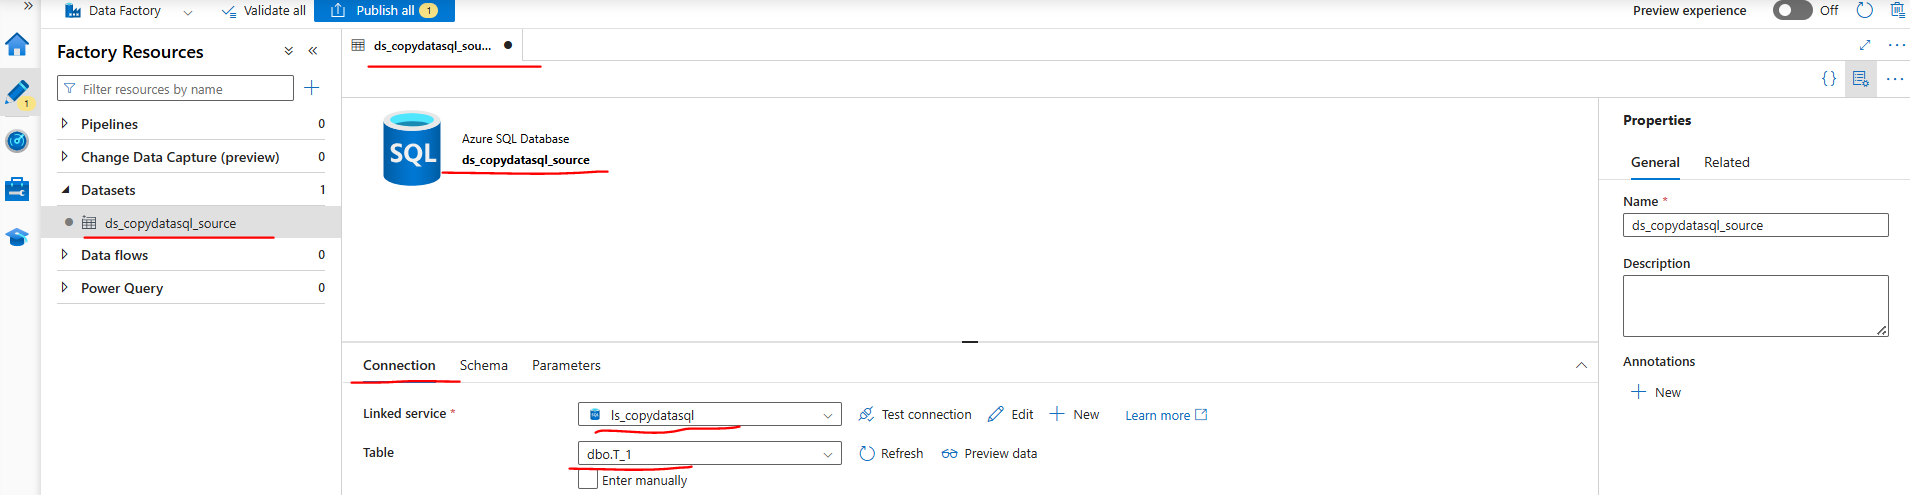 »
Data Factory
Validate all
Publish all 1
Preview experience
Off
Factory Resources
«
Filter resources by name
+
1
Pipelines 0
Change Data Capture (preview) 0
Datasets 1
ds_copydatasql_source
Data flows 0
Power Query 0
ds_copydatasql_sou...
...
{}
...
SQL
Azure SQL Database
ds_copydatasql_source
Connection
Schema
Parameters
Linked service *
SQL
ls_copydatasql
Test connection
Edit
+ New
Learn more
Table
dbo.T_1
Refresh
Preview data
Enter manually
Properties
General
Related
Name *
ds_copydatasql_source
Description
Annotations
+ New